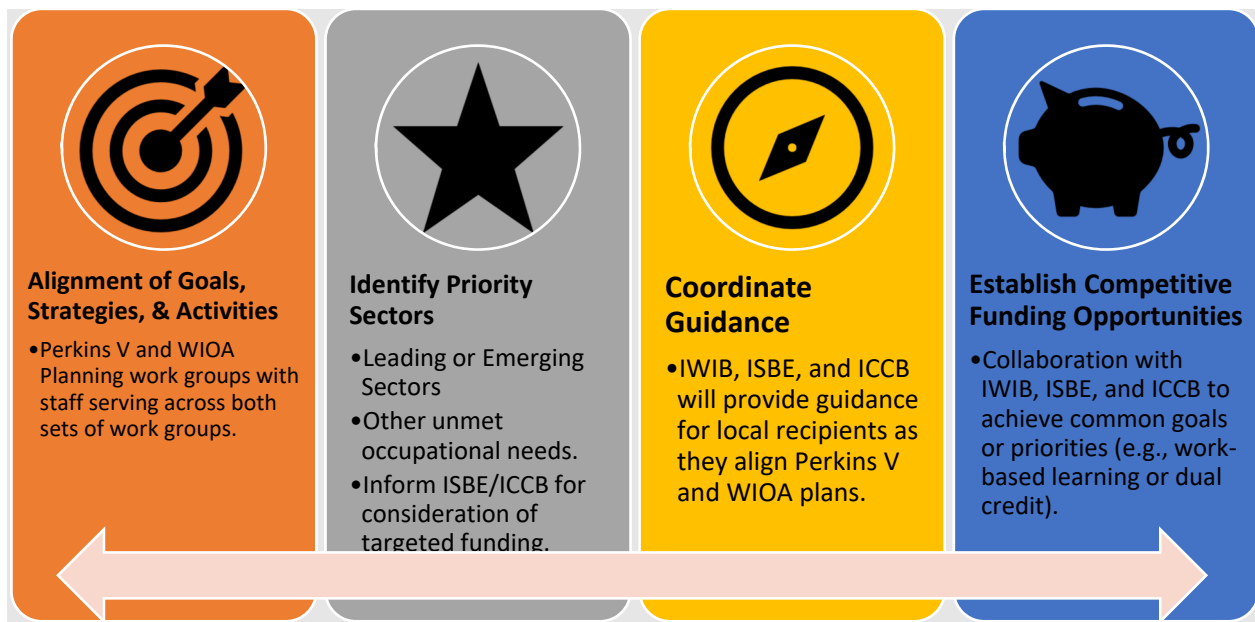 Alignment of Goals,
Strategies, & Activities
•Perkins V and WIOA
Planning work groups with
staff serving across both
sets of work groups.
Identify Priority
Sectors
•Leading or Emerging
Sectors
•Other unmet
occupational needs.
•Inform ISBE/ICCB for
consideration of
targeted funding.
Coordinate
Guidance
•IWIB, ISBE, and ICCB
will provide guidance
for local recipients as
they align Perkins V
and WIOA plans.
Establish Competitive
Funding Opportunities
•Collaboration with
IWIB, ISBE, and ICCB to
achieve common goals
or priorities (e.g., work-
based learning or dual
credit).